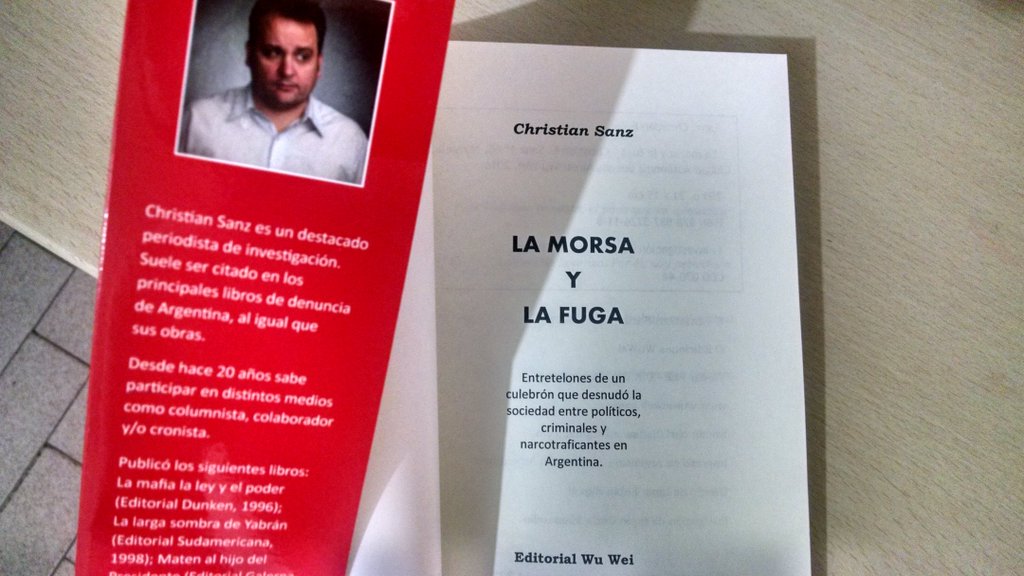 Christian Sanz es un destacado
periodista de investigación.
Suele ser citado en los
principales libros de denuncia
de Argentina, al igual que
sus obras.
Desde hace 20 años sabe
participar en distintos medios
como columnista, colaborador
y/o cronista.
Publicó los siguientes libros:
La mafia la ley y el poder
(Editorial Dunken, 1996);
La larga sombra de Yabrán
(Editorial Sudamericana,
1998); Maten al hijo del
Presidente (Editorial Galerna
Christian Sanz
LA MORSA
Y
LA FUGA
Entretelones de un
culebrón que desnudó la
sociedad entre políticos,
criminales y
narcotraficantes en
Argentina.
Editorial Wu Wei